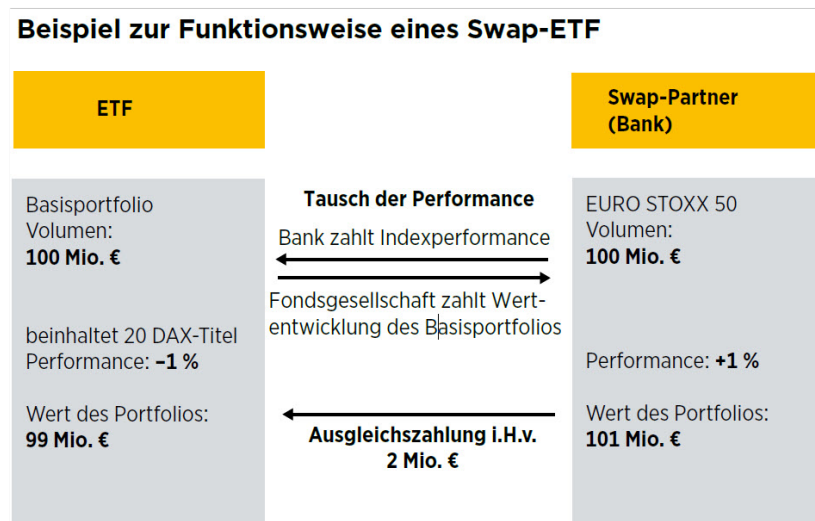 Beispiel zur Funktionsweise eines Swap-ETF
ETF
Swap-Partner
(Bank)
Basisportfolio
Volumen:
100 Mio. €
beinhaltet 20 DAX-Titel
Performance: –1 %
Wert des Portfolios:
99 Mio. €
Tausch der Performance
Bank zahlt Indexperformance
Fondsgesellschaft zahlt Wert-
entwicklung des Basisportfolios
Ausgleichszahlung i.H.v.
2 Mio. €
EURO STOXX 50
Volumen:
100 Mio. €
Performance: +1 %
Wert des Portfolios:
101 Mio. €